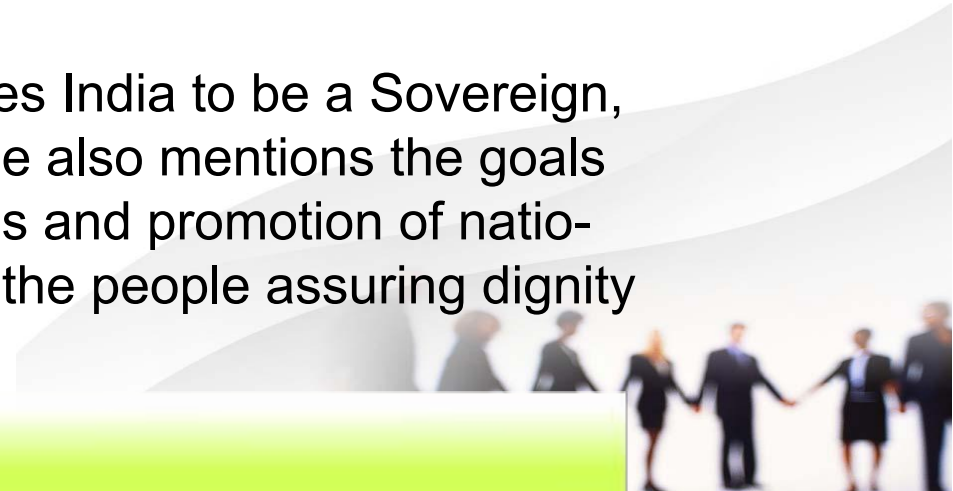 es India to be a Sovereign,
e also mentions the goals
s and promotion of natio-
the people assuring dignity